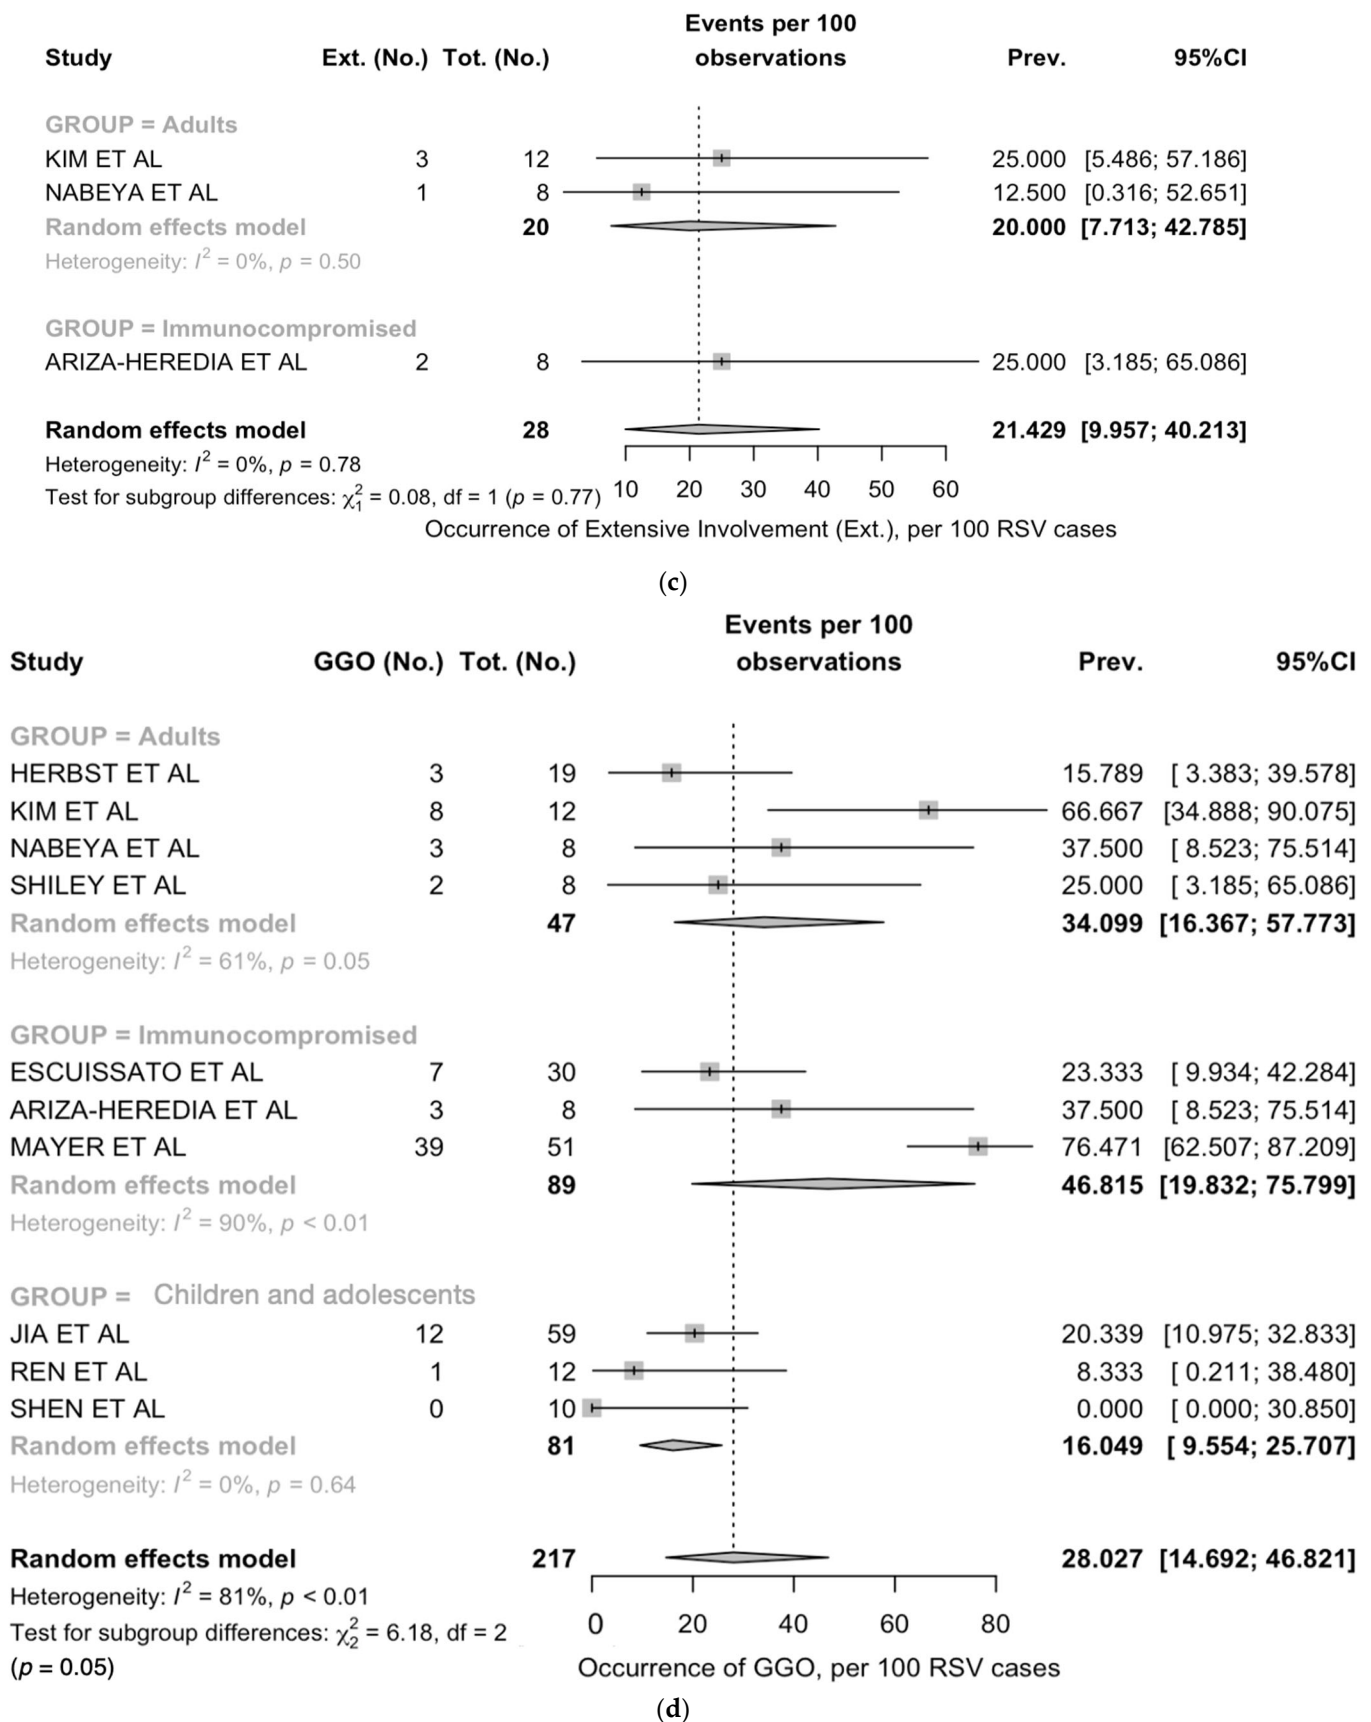 Events per 100
Study Ext. (No.) Tot. (No.) observations Prev. 95%CI
GROUP = Adults
KIM ET AL 3 12 25.000 [5.486; 57.186]
NABEYA ET AL 1 8 12.500 [0.316; 52.651]
Random effects model 20 20.000 [7.713; 42.785]
Heterogeneity: I² = 0%, p = 0.50
GROUP = Immunocompromised
ARIZA-HEREDIA ET AL 2 8 25.000 [3.185; 65.086]
Random effects model 28 21.429 [9.957; 40.213]
Heterogeneity: I² = 0%, p = 0.78
Test for subgroup differences: χ²₁ = 0.08, df = 1 (p = 0.77) 10 20 30 40 50 60
Occurrence of Extensive Involvement (Ext.), per 100 RSV cases
(c)
Events per 100
Study GGO (No.) Tot. (No.) observations Prev. 95%CI
GROUP = Adults
HERBST ET AL 3 19 15.789 [ 3.383; 39.578]
KIM ET AL 8 12 66.667 [34.888; 90.075]
NABEYA ET AL 3 8 37.500 [ 8.523; 75.514]
SHILEY ET AL 2 8 25.000 [ 3.185; 65.086]
Random effects model 47 34.099 [16.367; 57.773]
Heterogeneity: I² = 61%, p = 0.05
GROUP = Immunocompromised
ESCUISSATO ET AL 7 30 23.333 [ 9.934; 42.284]
ARIZA-HEREDIA ET AL 3 8 37.500 [ 8.523; 75.514]
MAYER ET AL 39 51 76.471 [62.507; 87.209]
Random effects model 89 46.815 [19.832; 75.799]
Heterogeneity: I² = 90%, p < 0.01
GROUP = Children and adolescents
JIA ET AL 12 59 20.339 [10.975; 32.833]
REN ET AL 1 12 8.333 [ 0.211; 38.480]
SHEN ET AL 0 10 0.000 [ 0.000; 30.850]
Random effects model 81 16.049 [ 9.554; 25.707]
Heterogeneity: I² = 0%, p = 0.64
Random effects model 217 28.027 [14.692; 46.821]
Heterogeneity: I² = 81%, p < 0.01
Test for subgroup differences: χ²₂ = 6.18, df = 2 0 20 40 60 80
(p = 0.05) Occurrence of GGO, per 100 RSV cases
(d)